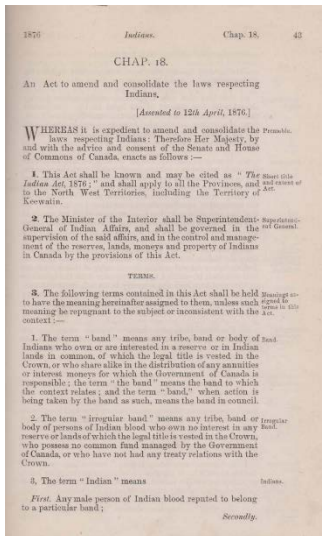 1876 Indians. Chap. 18. 43
CHAP. 18.
An Act to amend and consolidate the laws respecting
Indians.
[Assented to 12th April, 1876.]
WHEREAS it is expedient to amend and consolidate the Preamble.
laws respecting Indians: Therefore Her Majesty, by
and with the advice and consent of the Senate and House
of Commons of Canada, enacts as follows :—
1. This Act shall be known and may be cited as "The Short title
Indian Act, 1876;" and shall apply to all the Provinces, and and extent of
to the North West Territories, including the Territory of Act.
Keewatin.
2. The Minister of the Interior shall be Superintendent- Superintend-
General of Indian Affairs, and shall be governed in the ent General.
supervision of the said affairs, and in the control and manage-
ment of the reserves, lands, moneys and property of Indians
in Canada by the provisions of this Act.
TERMS.
3. The following terms contained in this Act shall be held Meanings as-
to have the meaning hereinafter assigned to them, unless such signed to
meaning be repugnant to the subject or inconsistent with the terms in this
context :— Act.
1. The term "band" means any tribe, band or body of Band.
Indians who own or are interested in a reserve or in Indian
lands in common, of which the legal title is vested in the
Crown, or who share alike in the distribution of any annuities
or interest moneys for which the Government of Canada is
responsible; the term "the band" means the band to which
the context relates; and the term "band," when action is
being taken by the band as such, means the band in council.
2. The term "irregular band" means any tribe, band or Irregular
body of persons of Indian blood who own no interest in any Band.
reserve or lands of which the legal title is vested in the Crown,
who possess no common fund managed by the Government
of Canada, or who have not had any treaty relations with the
Crown.
3. The term "Indian" means Indians.
First. Any male person of Indian blood reputed to belong
to a particular band;
Secondly.